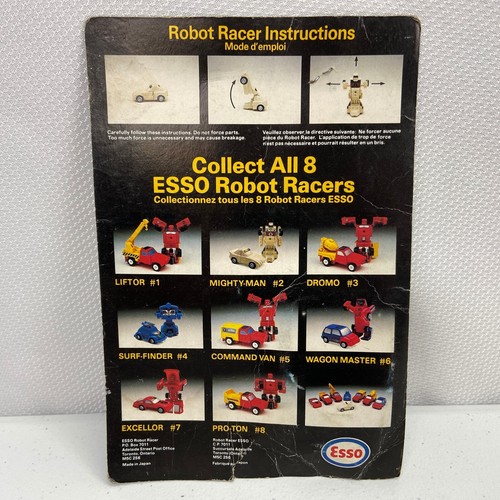 Robot Racer Instructions
Mode d'emploi
Carefully follow these instructions. Do not force parts.
Too much force is unnecessary and may cause breakage.
Veuillez observer la directive suivante: Ne forcer aucune
pièce du Robot Racer. L'application de trop de force
n'est pas nécessaire et pourrait résulter en un bris.
Collect All 8
ESSO Robot Racers
Collectionnez tous les 8 Robot Racers ESSO
LIFTOR #1
MIGHTY-MAN #2
DROMO #3
SURF-FINDER #4
COMMAND VAN #5
WAGON MASTER #6
EXCELLOR #7
PRO-TON #8
ESSO Robot Racer
P.O. Box 7011
Adelaide Street Post Office
Toronto, Ontario
M5C 2S8
Made in Japan
Robot Racer ESSO
C.P. 7011
Succursale Adelaide
Toronto, Ontario
M5C 2S8
Fabriqué au Japon
Esso